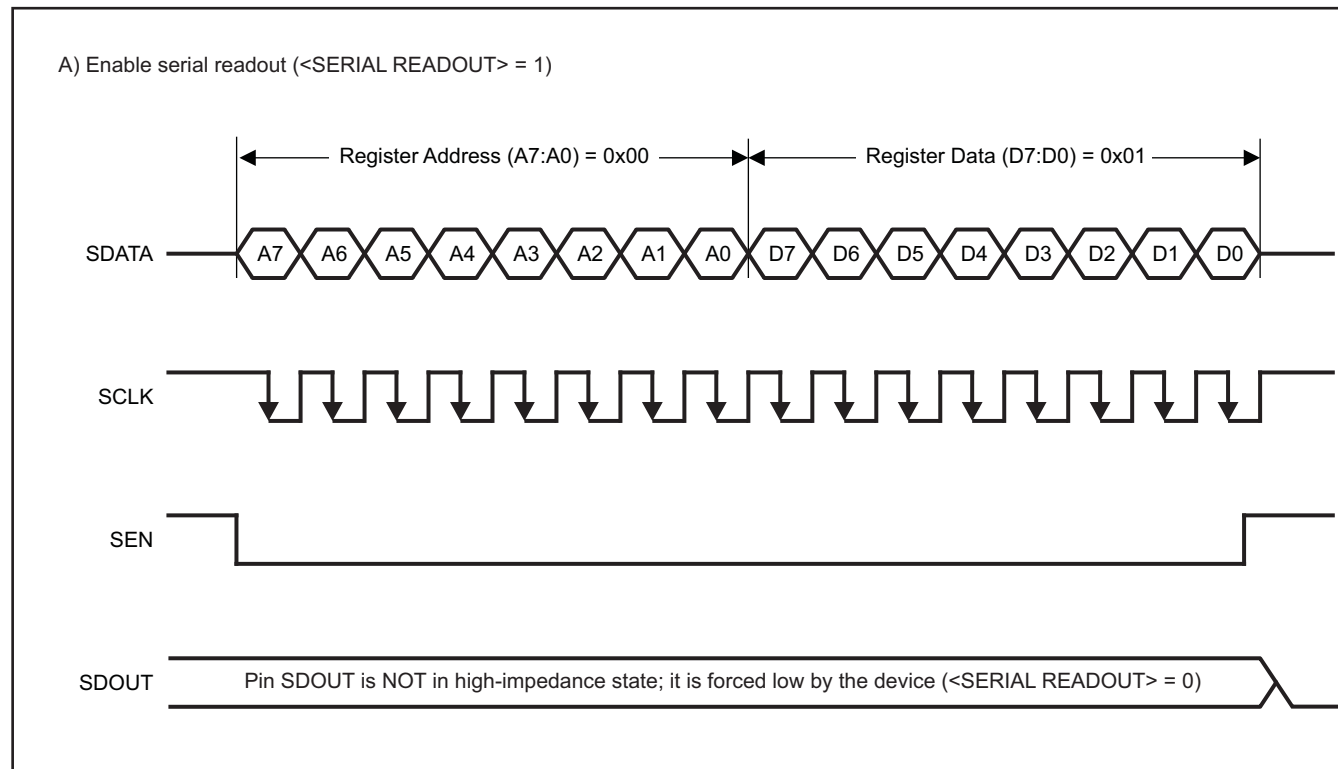 A) Enable serial readout (<SERIAL READOUT> = 1)
Register Address (A7:A0) = 0x00 Register Data (D7:D0) = 0x01
SDATA A7 A6 A5 A4 A3 A2 A1 A0 D7 D6 D5 D4 D3 D2 D1 D0
SCLK
SEN
SDOUT Pin SDOUT is NOT in high-impedance state; it is forced low by the device (<SERIAL READOUT> = 0)